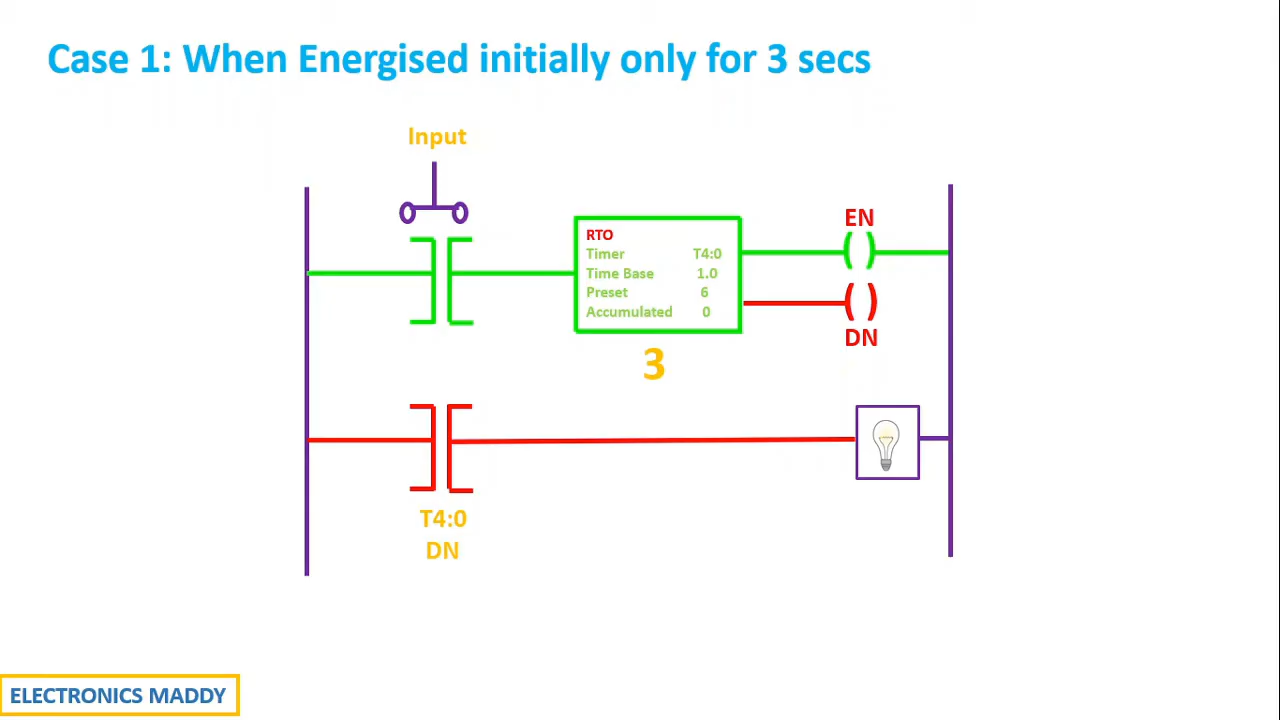 Case 1: When Energised initially only for 3 secs
Input
RTO
Timer T4:0
Time Base 1.0
Preset 6
Accumulated 0
EN
DN
3
T4:0
DN
ELECTRONICS MADDY